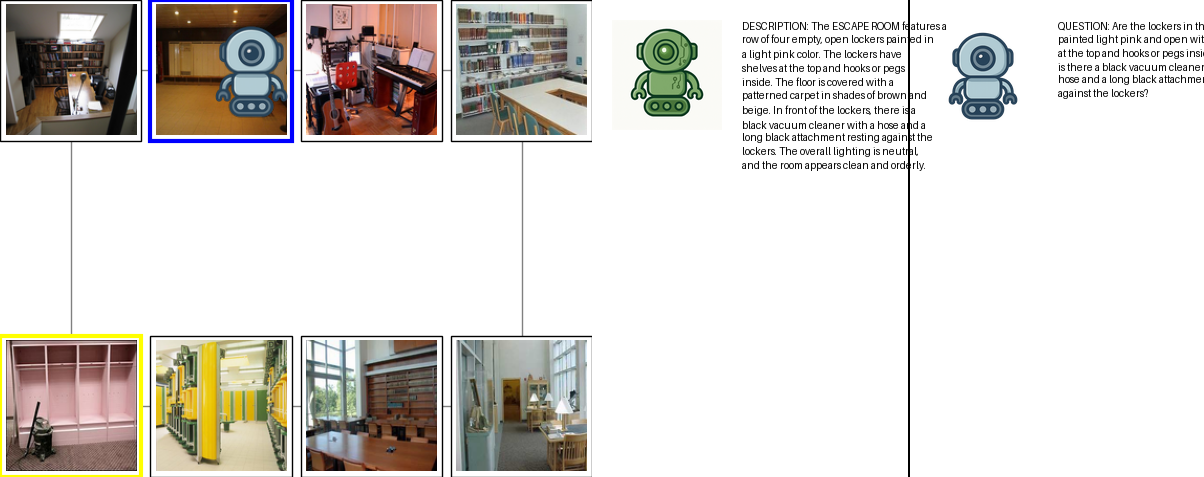 DESCRIPTION: The ESCAPE ROOM features a
row of four empty, open lockers painted in
a light pink color. The lockers have
shelves at the top and hooks or pegs
inside. The floor is covered with a
patterned carpet in shades of brown and
beige. In front of the lockers, there is a
black vacuum cleaner with a hose and a
long black attachment resting against the
lockers. The overall lighting is neutral,
and the room appears clean and orderly.
QUESTION: Are the lockers in th
painted light pink and open wit
at the top and hooks or pegs insi
is there a black vacuum cleaner
hose and a long black attachme
against the lockers?